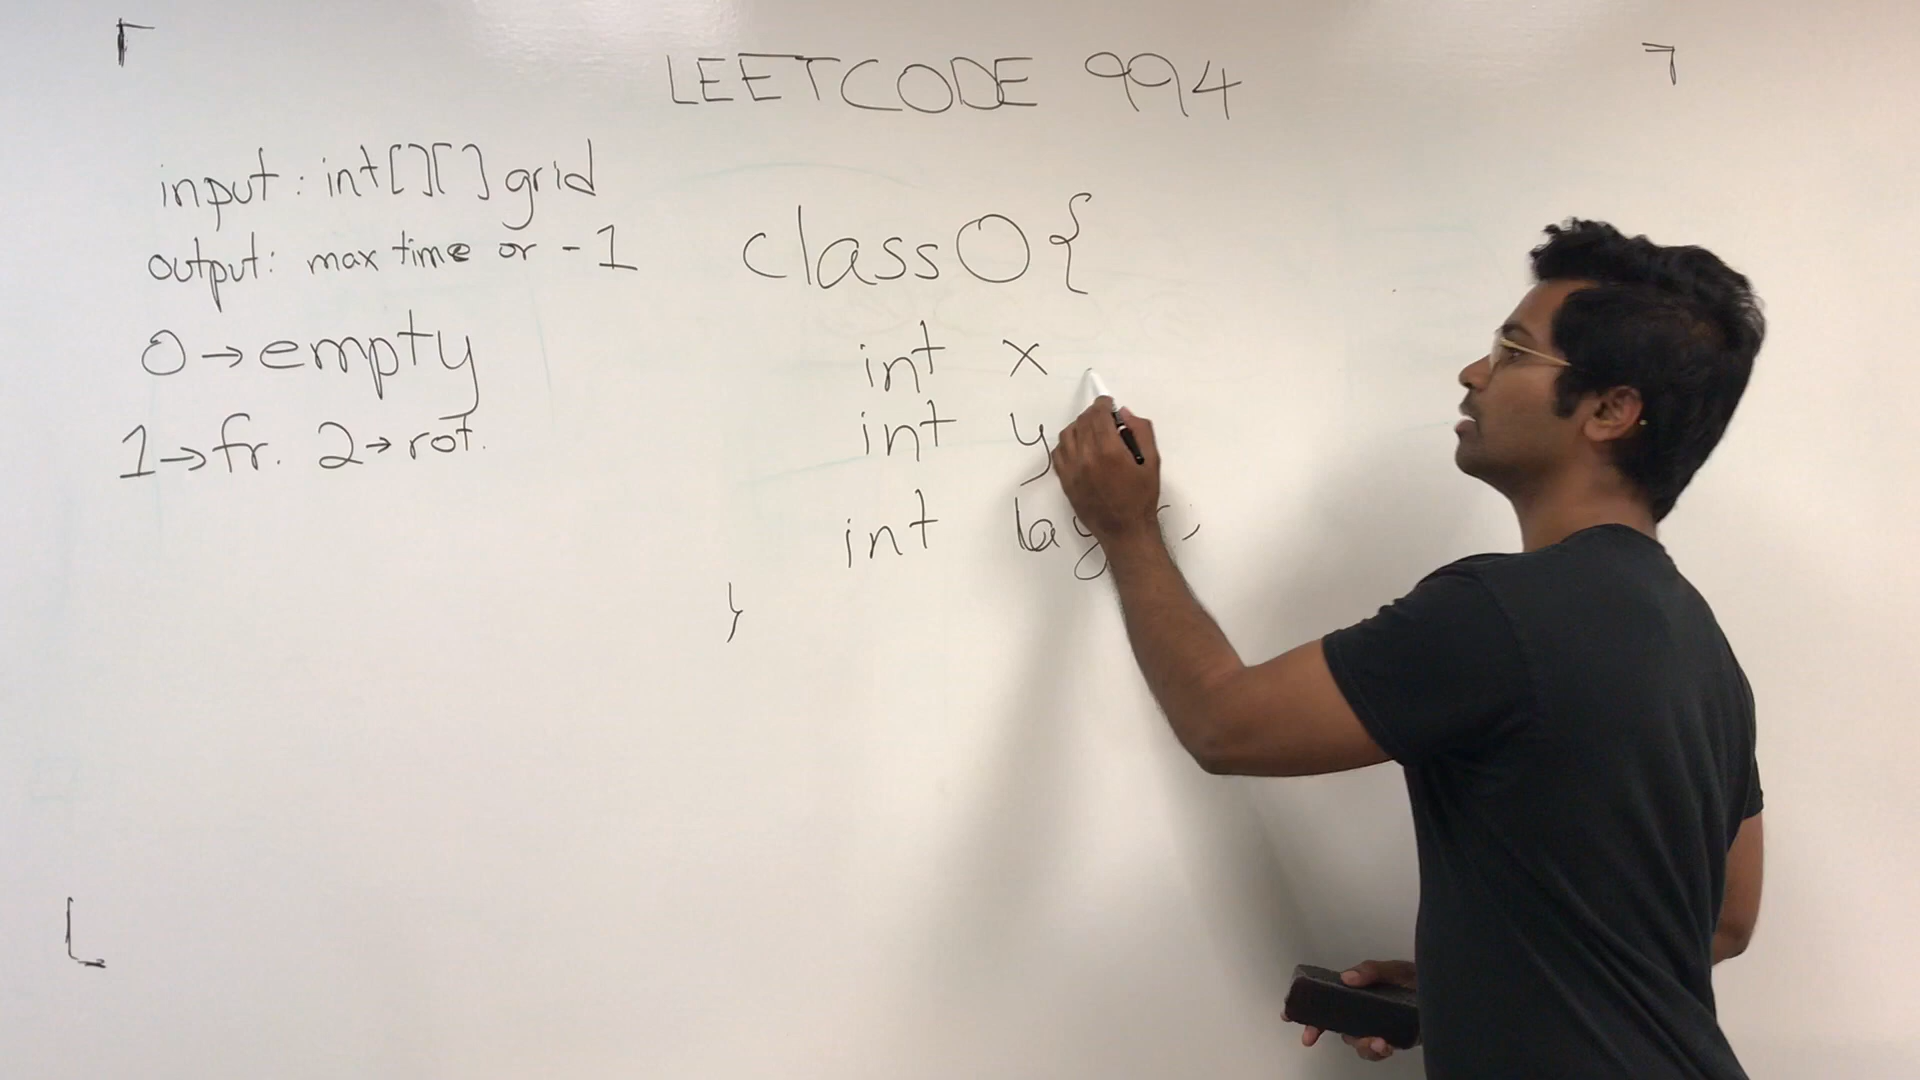 LEETCODE 994
input: int[][] grid
output: max time or -1
0→empty
1→fr. 2→rot.
class O{
int x
int y
int
}